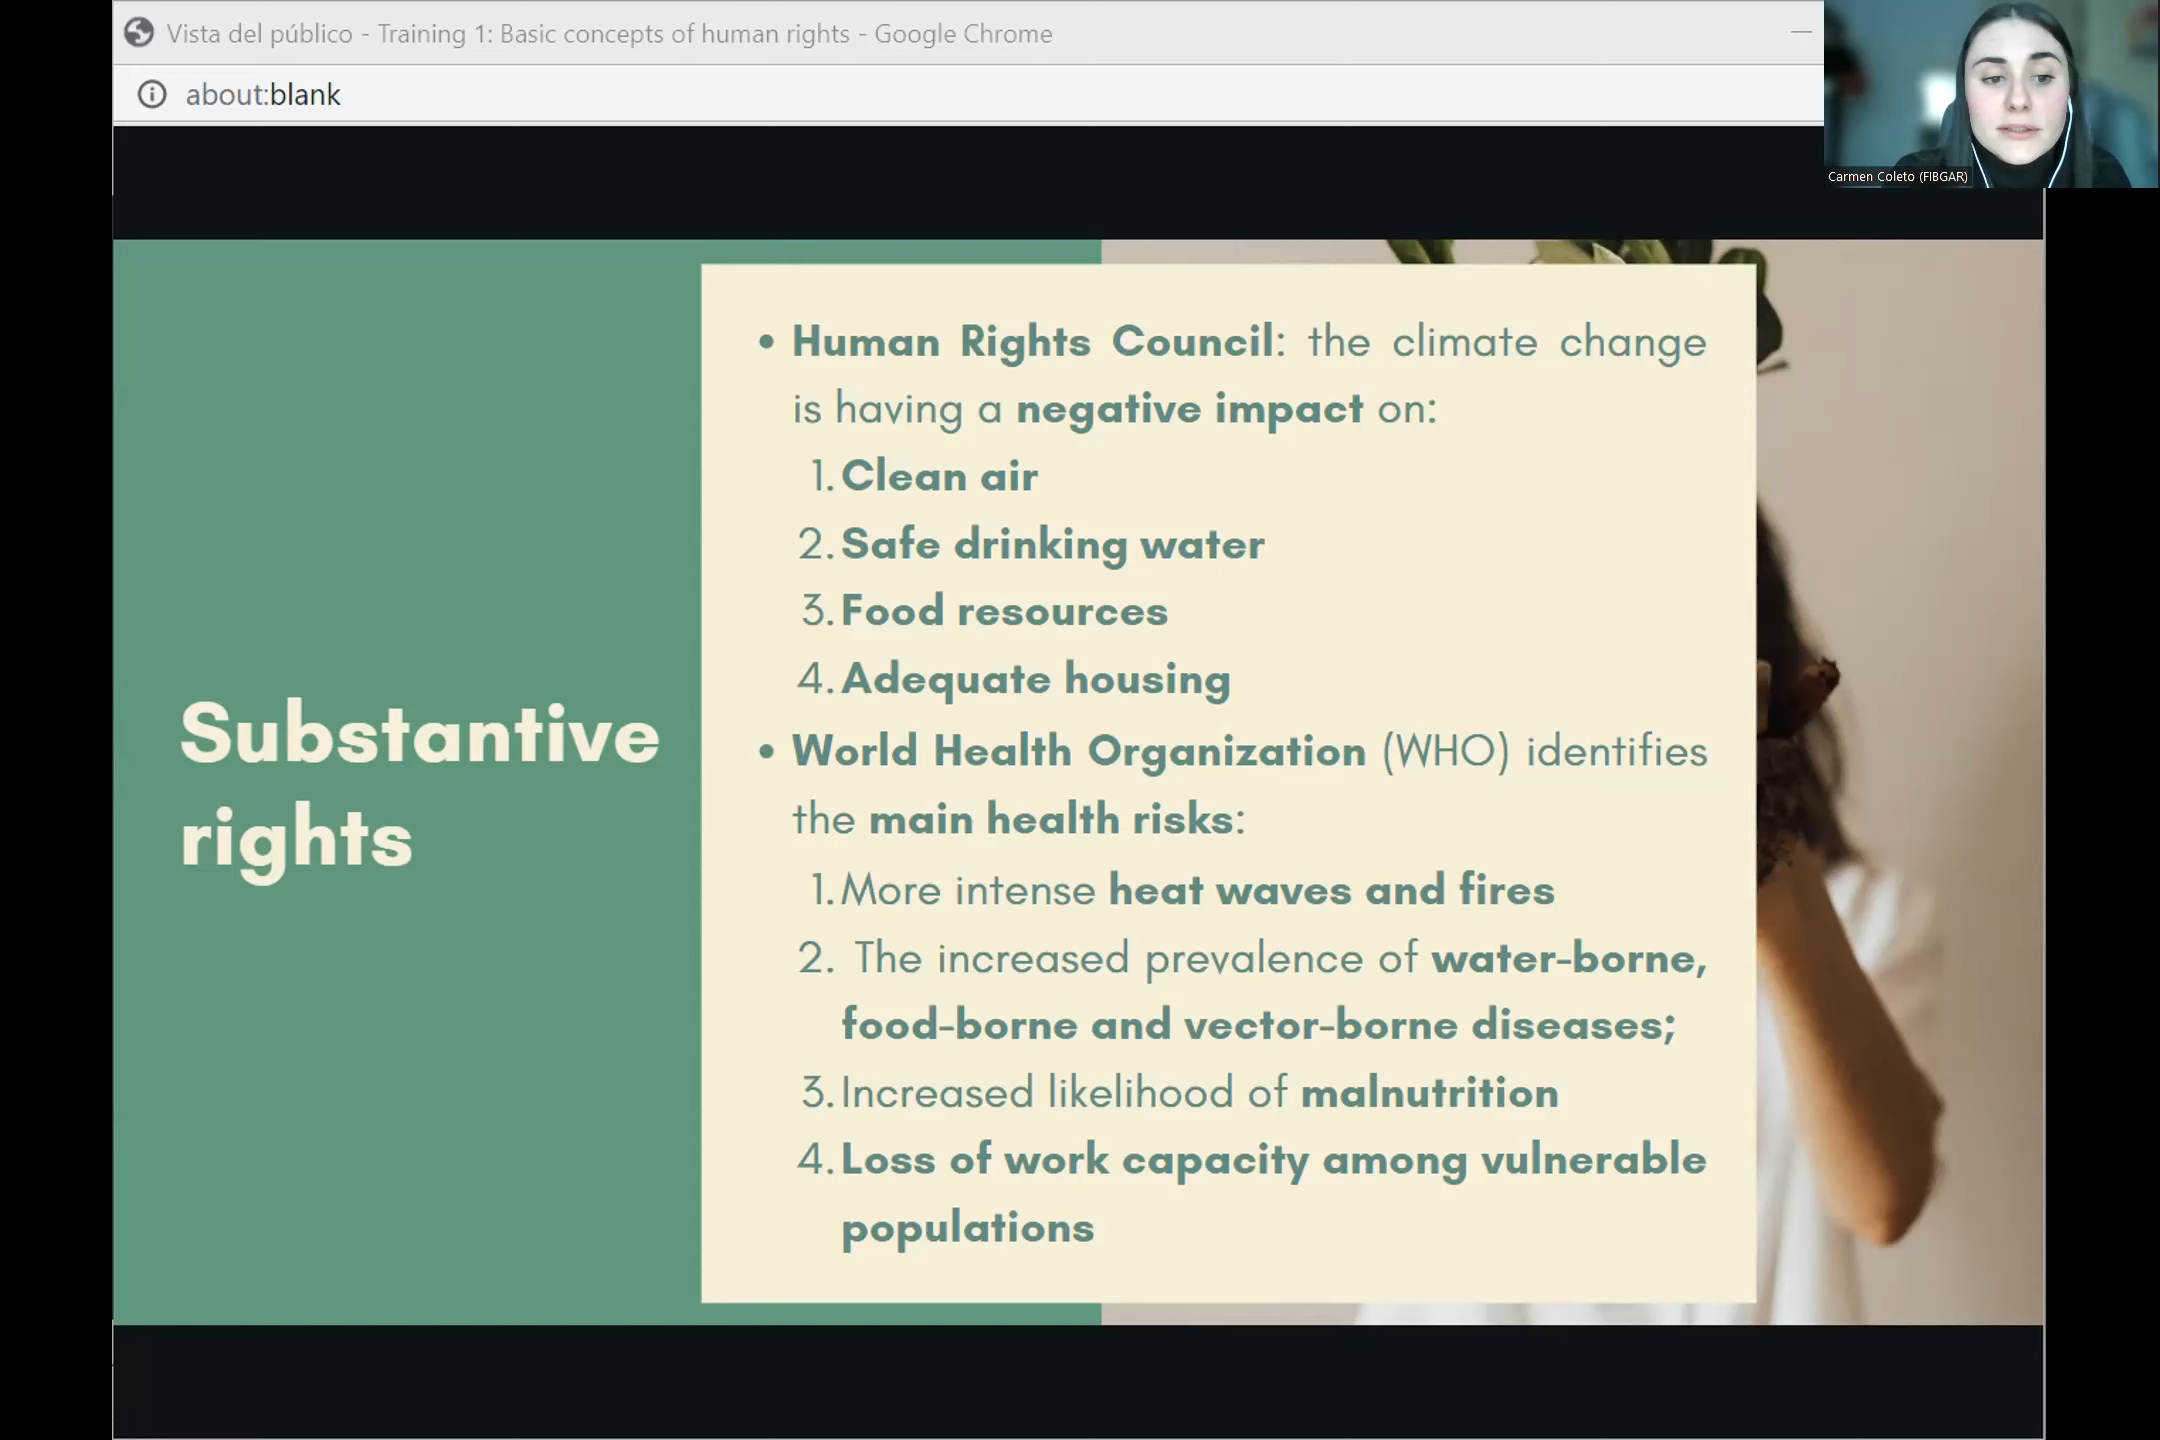 Vista del público - Training 1: Basic concepts of human rights - Google Chrome
about:blank
Carmen Coleto (FIBGAR)
Substantive
rights
• Human Rights Council: the climate change
is having a negative impact on:
1. Clean air
2. Safe drinking water
3. Food resources
4. Adequate housing
• World Health Organization (WHO) identifies
the main health risks:
1. More intense heat waves and fires
2. The increased prevalence of water-borne,
food-borne and vector-borne diseases;
3. Increased likelihood of malnutrition
4. Loss of work capacity among vulnerable
populations